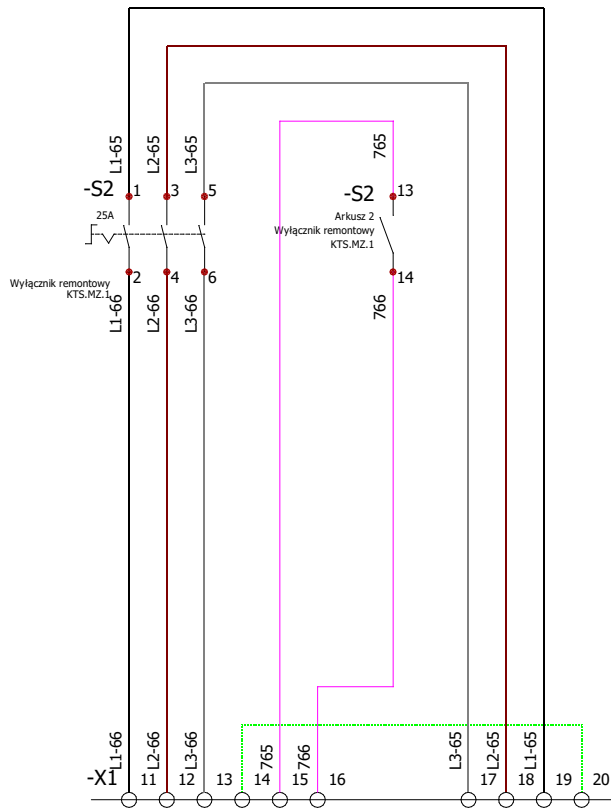 L1-65
L2-65
L3-65
765
-S2
1
3
5
-S2
13
25A
Arkusz 2
Wyłącznik remontowy
KTS.MZ.1
2
4
6
14
Wyłącznik remontowy
KTS.MZ.1
L1-66
L2-66
L3-66
766
L1-66
L2-66
L3-66
765
766
L3-65
L2-65
L1-65
-X1
11
12
13
14
15
16
17
18
19
20